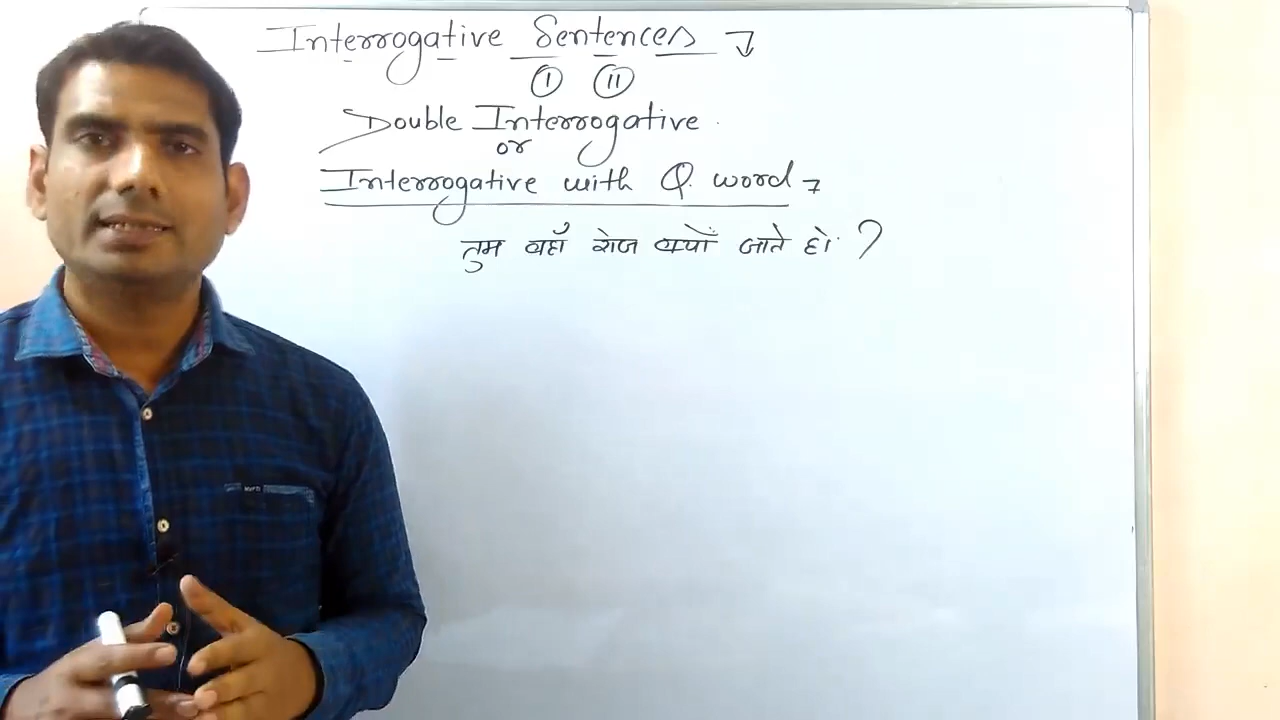 Interrogative Sentences
I II
Double Interrogative
or
Interrogative with Q. word
तुम वहाँ रोज क्यों जाते हो ?